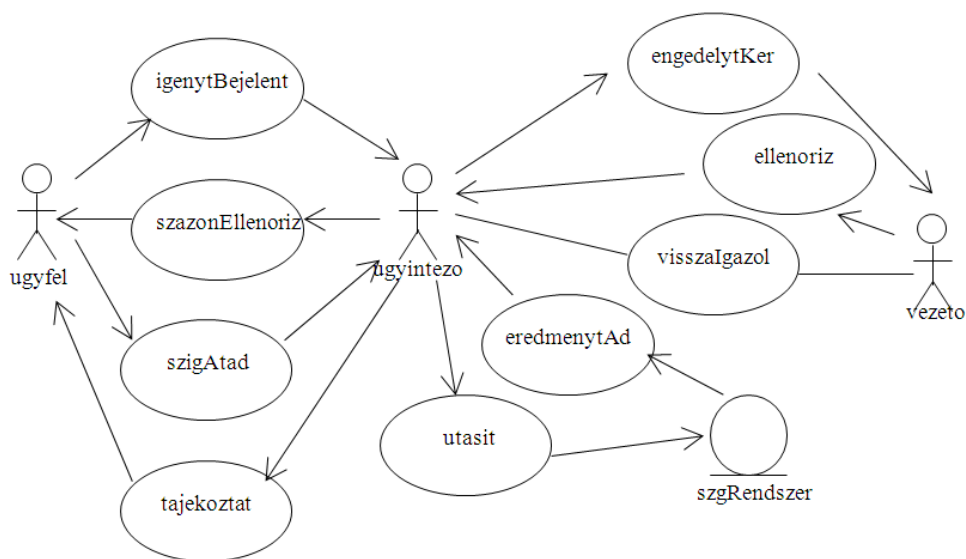 igenytBejelent
engedelytKer
ellenoriz
szazonEllenoriz
ugyfel
ugyintezo
visszaIgazol
vezeto
eredmenytAd
szigAtad
utasit
szgRendszer
tajekoztat